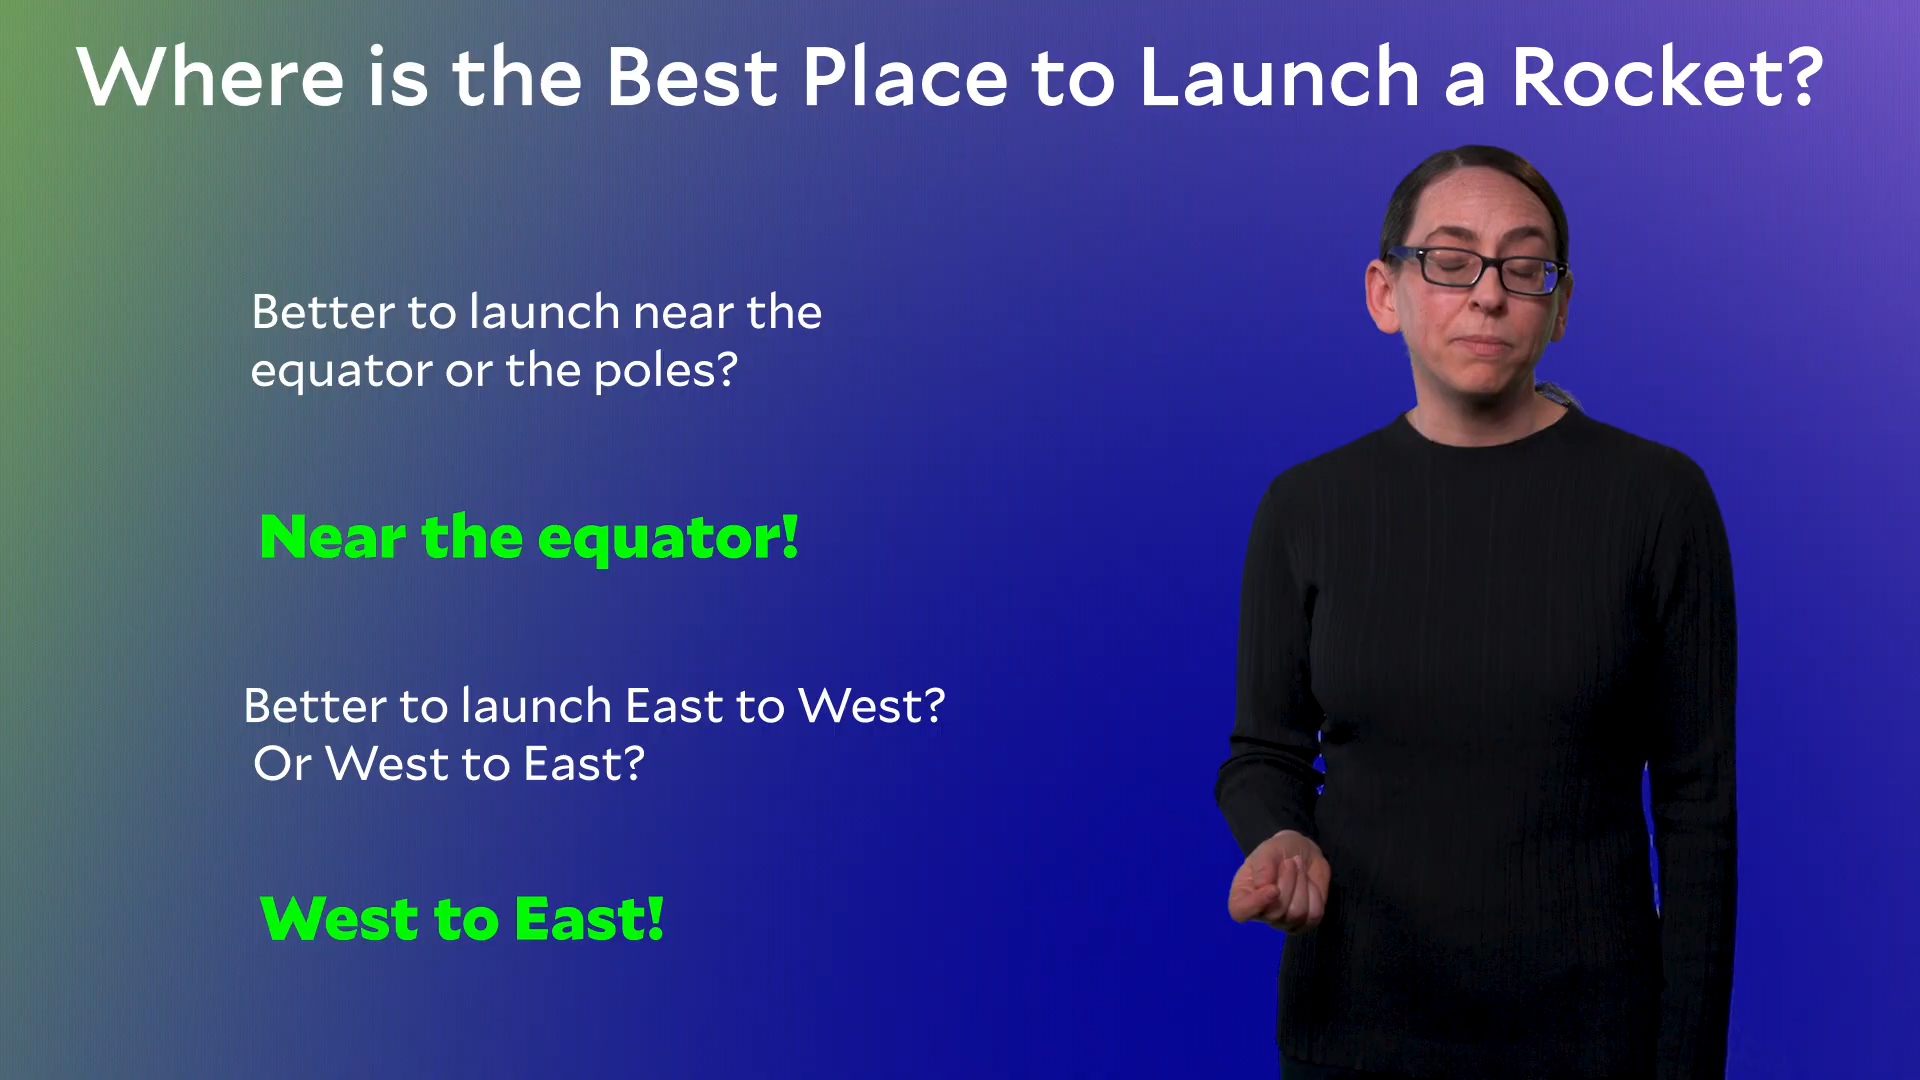 Where is the Best Place to Launch a Rocket?
Better to launch near the
equator or the poles?
Near the equator!
Better to launch East to West?
Or West to East?
West to East!